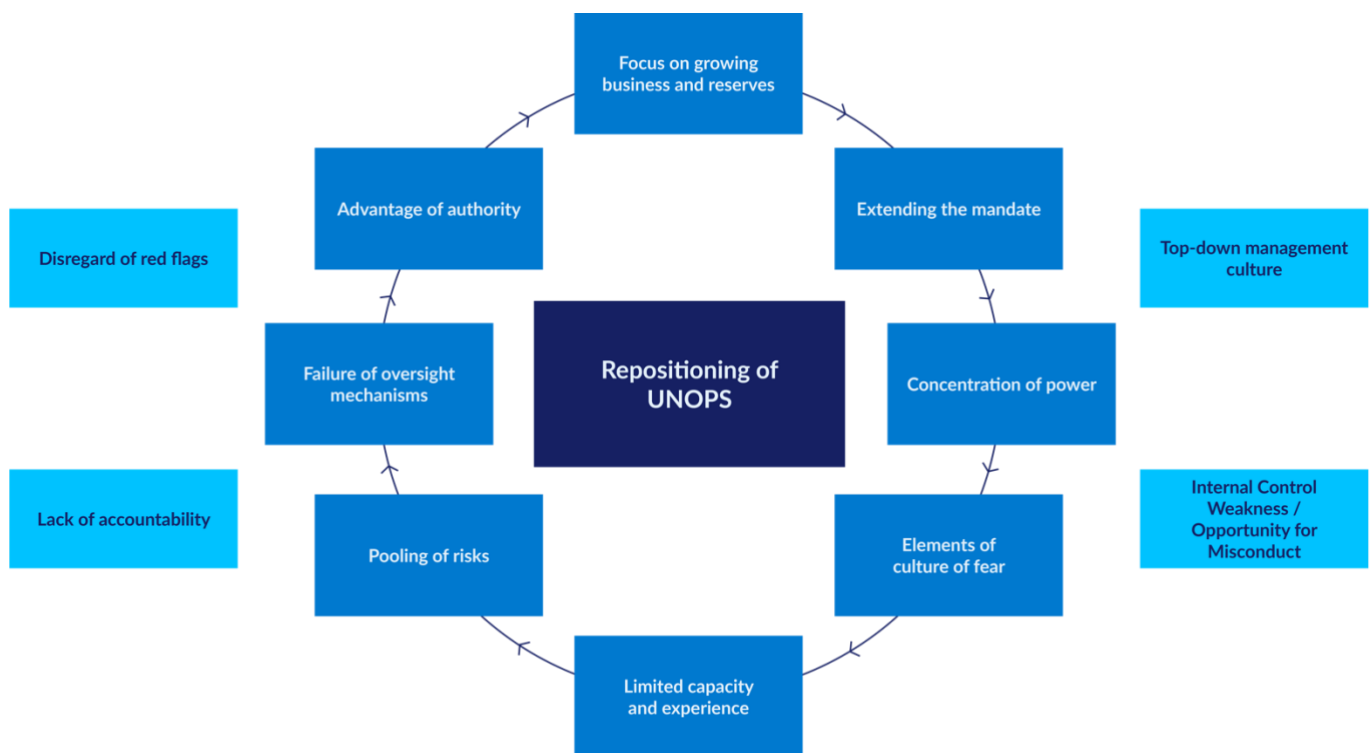 Focus on growing
business and reserves
Advantage of authority
Extending the mandate
Disregard of red flags
Top-down management
culture
Failure of oversight
mechanisms
Repositioning of
UNOPS
Concentration of power
Lack of accountability
Internal Control
Weakness /
Opportunity for
Misconduct
Pooling of risks
Elements of
culture of fear
Limited capacity
and experience